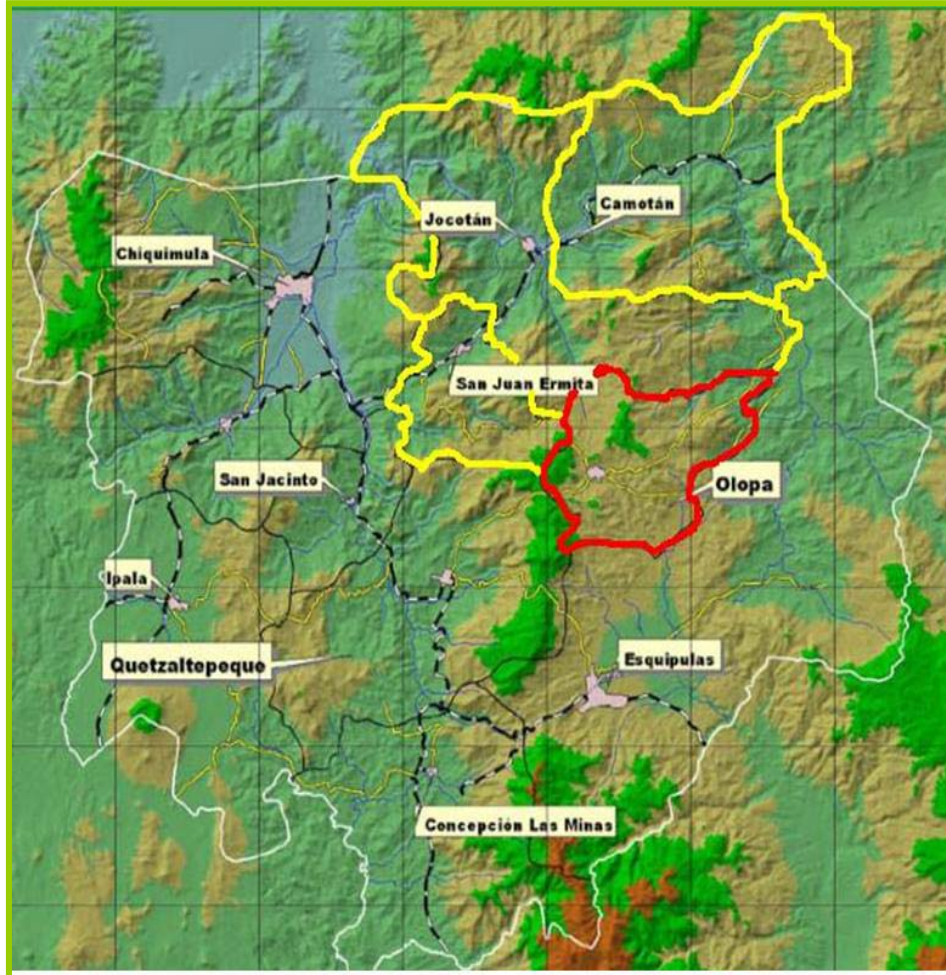 Camotán
Jocotán
Chiquimula
San Juan Ermita
San Jacinto
Olopa
Ipala
Quetzaltepeque
Esquipulas
Concepción Las Minas